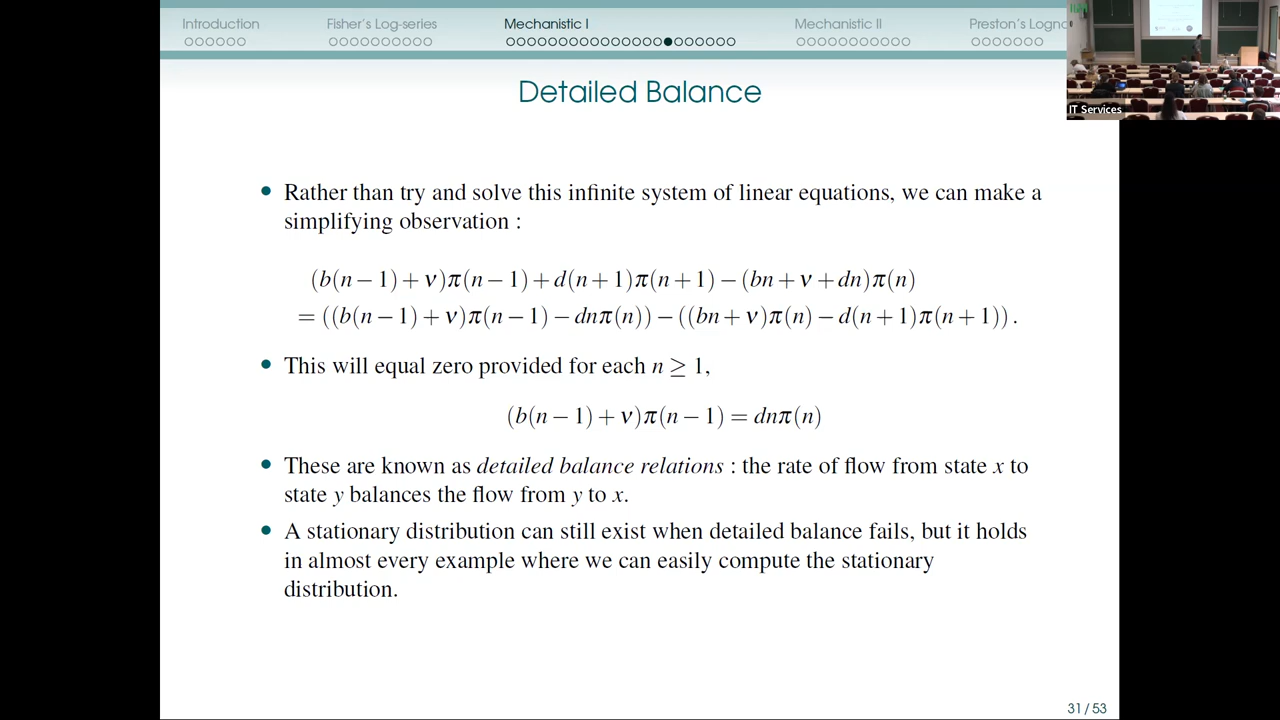 Introduction
Fisher's Log-series
Mechanistic I
Mechanistic II
Preston's Logno
IT Services
Detailed Balance
Rather than try and solve this infinite system of linear equations, we can make a
simplifying observation :
(b(n − 1) + ν)π(n − 1) + d(n + 1)π(n + 1) − (bn + ν + dn)π(n)
= ((b(n − 1) + ν)π(n − 1) − dnπ(n)) − ((bn + ν)π(n) − d(n + 1)π(n + 1)) .
This will equal zero provided for each n ≥ 1,
(b(n − 1) + ν)π(n − 1) = dnπ(n)
These are known as detailed balance relations : the rate of flow from state x to
state y balances the flow from y to x.
A stationary distribution can still exist when detailed balance fails, but it holds
in almost every example where we can easily compute the stationary
distribution.
31 / 53